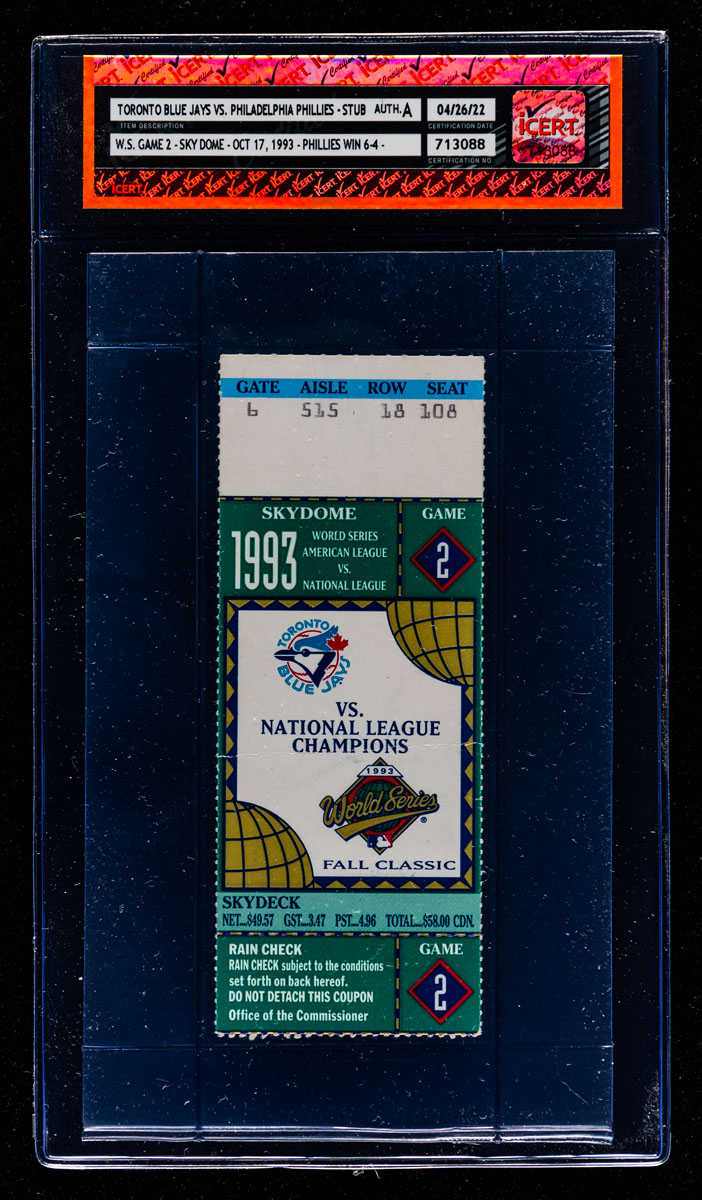 TORONTO BLUE JAYS VS. PHILADELPHIA PHILLIES - STUB AUTH. A
04/26/22
ITEM DESCRIPTION
CERTIFICATION DATE
W.S. GAME 2 - SKY DOME - OCT 17, 1993 - PHILLIES WIN 6-4 -
713088
CERTIFICATION NO
iCERT
713088
GATE AISLE ROW SEAT
6 515 18 108
SKYDOME
GAME
1993
WORLD SERIES
AMERICAN LEAGUE
VS.
NATIONAL LEAGUE
2
TORONTO
BLUE JAYS
VS.
NATIONAL LEAGUE
CHAMPIONS
1993
World Series
®
FALL CLASSIC
SKYDECK
NET....$49.57 GST...3.47 PST...4.96 TOTAL....$58.00 CDN.
RAIN CHECK
RAIN CHECK subject to the conditions
set forth on back hereof.
DO NOT DETACH THIS COUPON
Office of the Commissioner
GAME
2